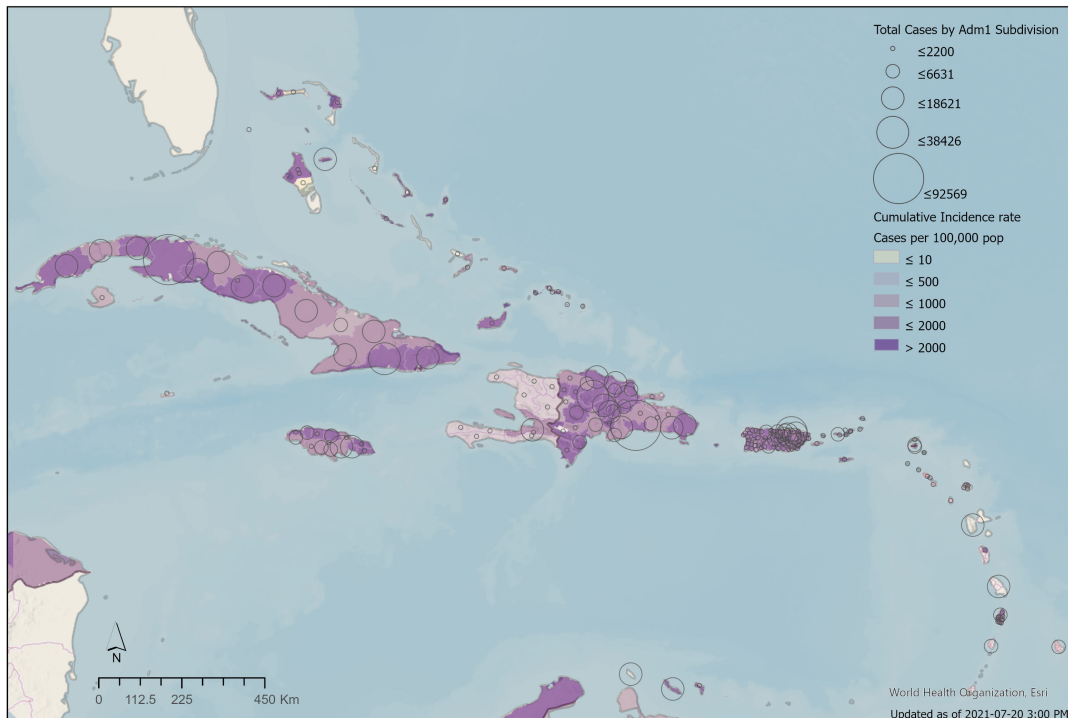 Total Cases by Adm1 Subdivision
≤2200
≤6631
≤18621
≤38426
≤92569
Cumulative Incidence rate
Cases per 100,000 pop
≤ 10
≤ 500
≤ 1000
≤ 2000
> 2000
N
0 112.5 225 450 Km
World Health Organization, Esri
Updated as of 2021-07-20 3:00 PM